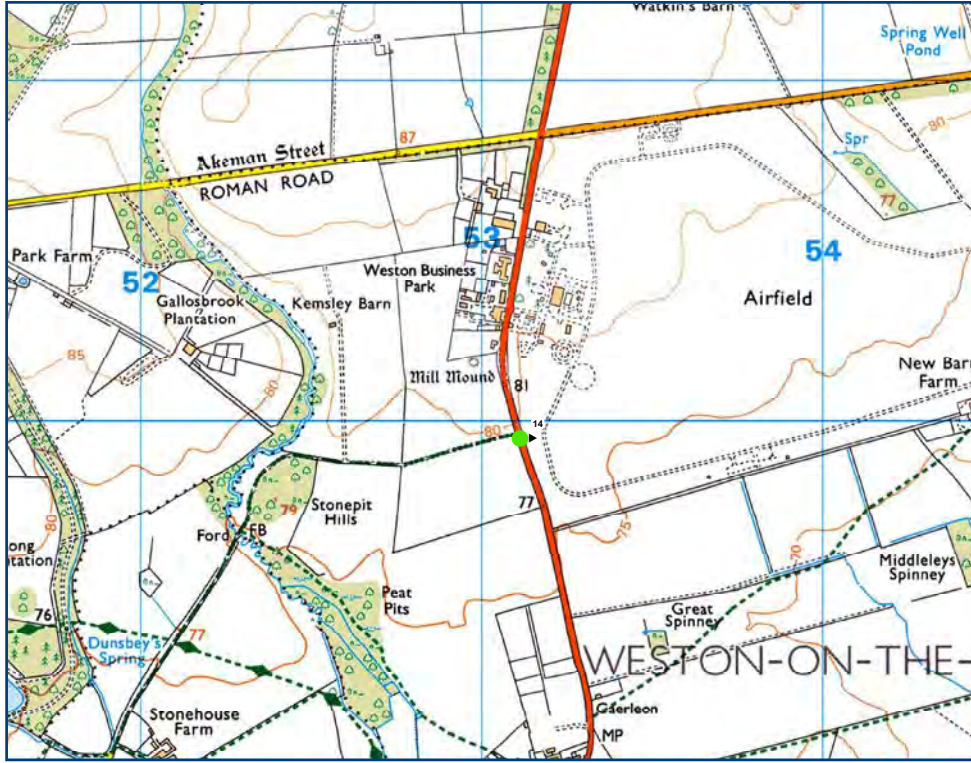 Watkin's Barn
Spring Well
Pond
80
87
Akeman Street
ROMAN ROAD
Spr
77
53
54
Park Farm
52
Weston Business
Park
Gallosbrook
Plantation
Kemsley Barn
Airfield
85
80
Mill Mound
81
New Barn
Farm
80
14
79
Stonepit
Hills
77
75
80
Ford
FB
70
Middleleys
Spinney
76
Peat
Pits
Great
Spinney
Dunsbey's
Spring
77
WESTON-ON-THE-
Caerleon
Stonehouse
Farm
MP